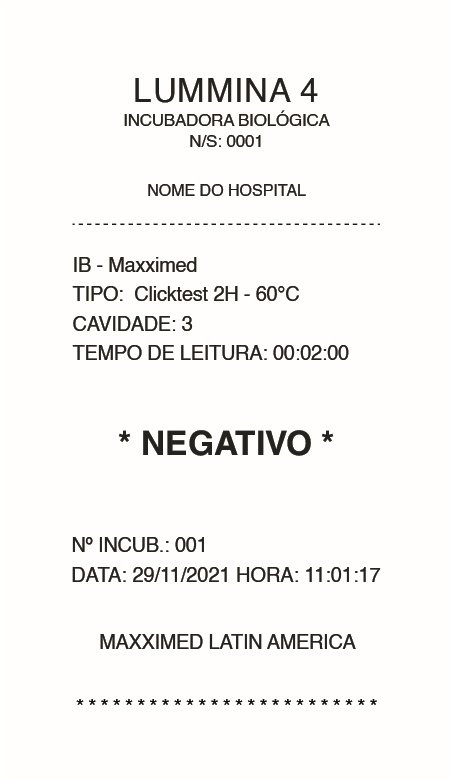 LUMMINA 4
INCUBADORA BIOLÓGICA
N/S: 0001
NOME DO HOSPITAL
--------------------------------------
IB - Maxximed
TIPO:  Clicktest 2H - 60°C
CAVIDADE: 3
TEMPO DE LEITURA: 00:02:00
* NEGATIVO *
Nº INCUB.: 001
DATA: 29/11/2021 HORA: 11:01:17
MAXXIMED LATIN AMERICA
* * * * * * * * * * * * * * * * * * * * * * * * *